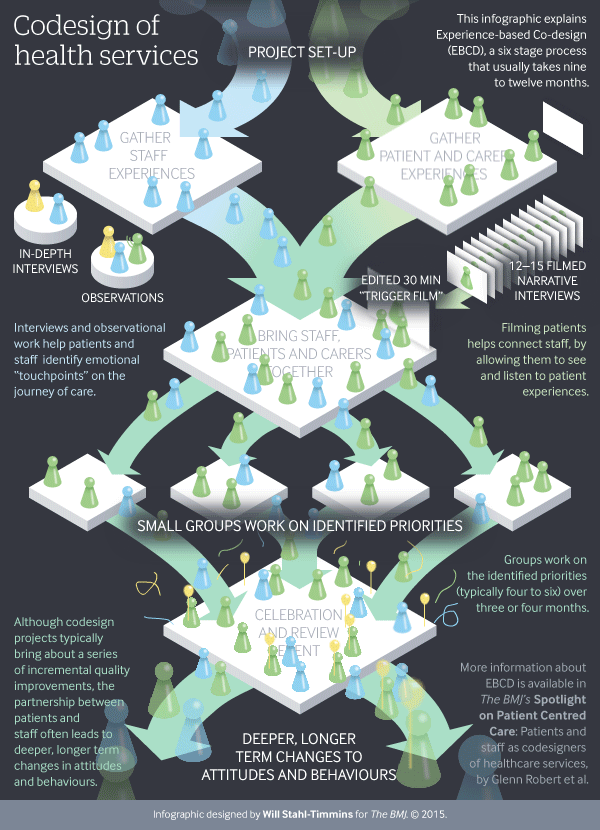 Codesign of
health services
This infographic explains
Experience-based Co-design
(EBCD), a six stage process
that usually takes nine
to twelve months.
PROJECT SET-UP
GATHER
STAFF
EXPERIENCES
GATHER
PATIENT AND CARER
EXPERIENCES
IN-DEPTH
INTERVIEWS
OBSERVATIONS
EDITED 30 MIN
“TRIGGER FILM”
12–15 FILMED
NARRATIVE
INTERVIEWS
Interviews and observational
work help patients and
staff identify emotional
“touchpoints” on the
journey of care.
BRING STAFF,
PATIENTS AND CARERS
TOGETHER
Filming patients
helps connect staff, by
allowing them to see
and listen to patient
experiences.
SMALL GROUPS WORK ON IDENTIFIED PRIORITIES
Groups work on
the identified priorities
(typically four to six) over
three or four months.
CELEBRATION
AND REVIEW
EVENT
Although codesign
projects typically
bring about a series
of incremental quality
improvements, the
partnership between
patients and
staff often leads to
deeper, longer term
changes in attitudes
and behaviours.
DEEPER, LONGER
TERM CHANGES TO
ATTITUDES AND BEHAVIOURS
More information about
EBCD is available in
The BMJ's Spotlight
on Patient Centred
Care: Patients and
staff as codesigners
of healthcare services,
by Glenn Robert et al.
Infographic designed by Will Stahl-Timmins for The BMJ. © 2015.